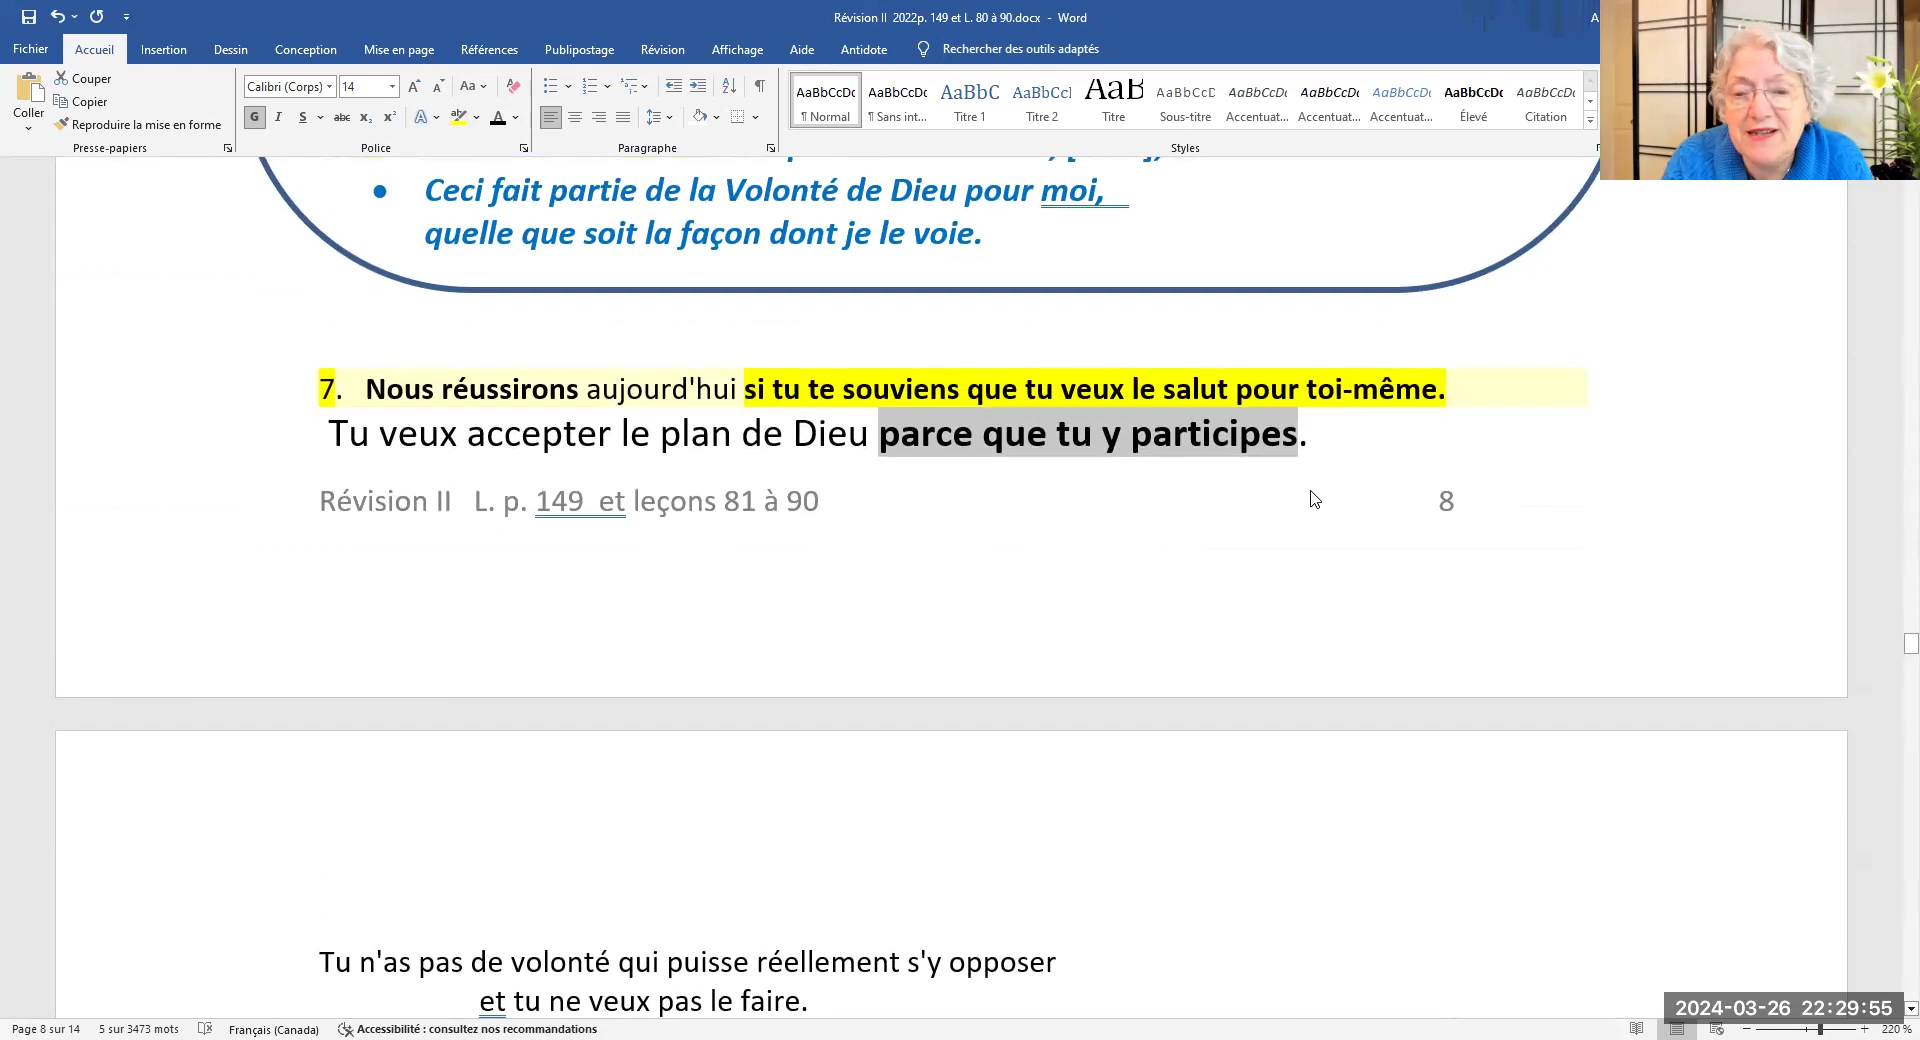 Révision II  2022p. 149 et L. 80 à 90.docx  -  Word
Fichier Accueil Insertion Dessin Conception Mise en page Références Publipostage Révision Affichage Aide Antidote Rechercher des outils adaptés
Coller
Couper
Copier
Reproduire la mise en forme
Presse-papiers
Calibri (Corps) 14
Police
Paragraphe
AaBbCcDc AaBbCcDc AaBbC AaBbCcI AaB AaBbCcD AaBbCcDc AaBbCcDc AaBbCcDc AaBbCcDc AaBbCcDc
¶ Normal ¶ Sans int... Titre 1 Titre 2 Titre Sous-titre Accentuat... Accentuat... Accentuat... Élevé Citation
Styles
• Ceci fait partie de la Volonté de Dieu pour moi,
quelle que soit la façon dont je le voie.
7. Nous réussirons aujourd'hui si tu te souviens que tu veux le salut pour toi-même.
Tu veux accepter le plan de Dieu parce que tu y participes.
Révision II L. p. 149 et leçons 81 à 90 8
Tu n'as pas de volonté qui puisse réellement s'y opposer
et tu ne veux pas le faire.
2024-03-26 22:29:55
Page 8 sur 14 5 sur 3473 mots Français (Canada) Accessibilité : consultez nos recommandations 220 %